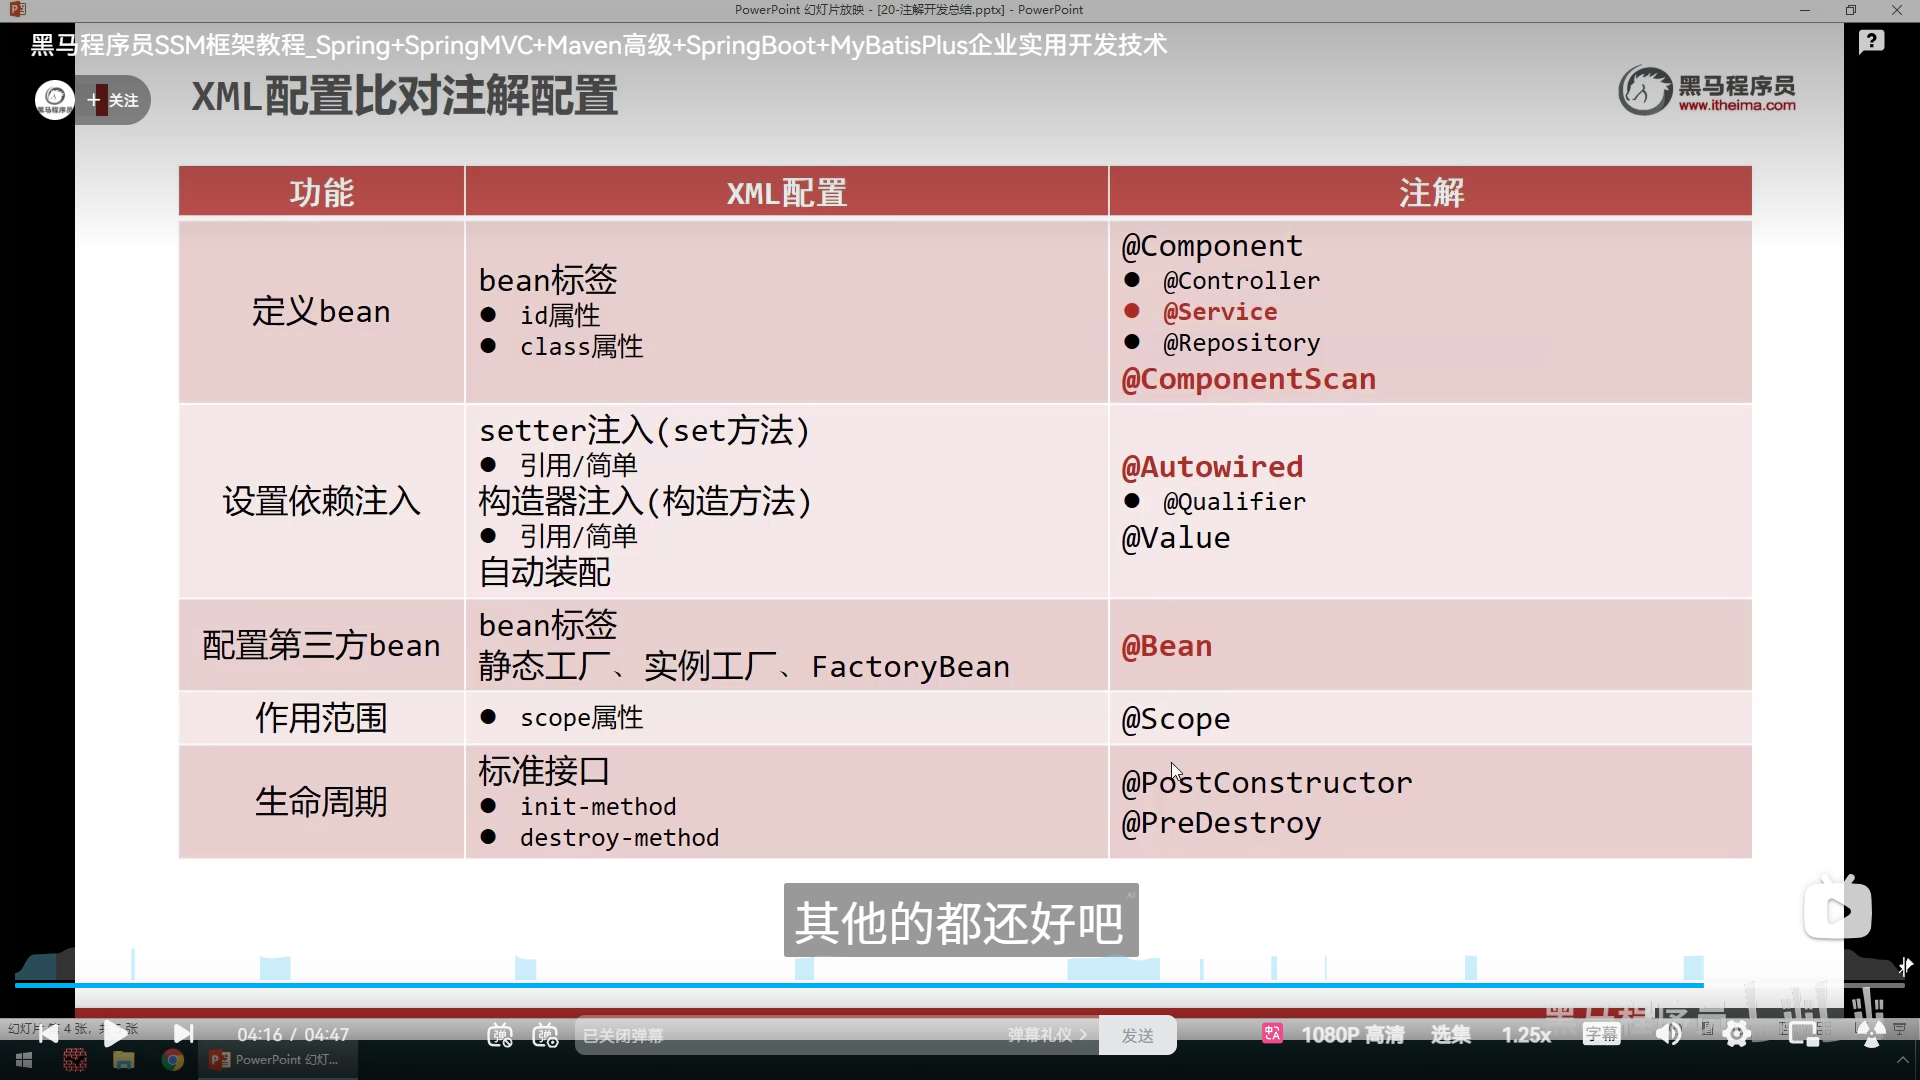 PowerPoint 幻灯片放映 - [20-注解开发总结.pptx] - PowerPoint
黑马程序员SSM框架教程_Spring+SpringMVC+Maven高级+SpringBoot+MyBatisPlus企业实用开发技术
+ 关注
XML配置比对注解配置
黑马程序员
www.itheima.com
功能
XML配置
注解
定义bean
bean标签
● id属性
● class属性
@Component
● @Controller
● @Service
● @Repository
@ComponentScan
设置依赖注入
setter注入(set方法)
● 引用/简单
构造器注入(构造方法)
● 引用/简单
自动装配
@Autowired
● @Qualifier
@Value
配置第三方bean
bean标签
静态工厂、实例工厂、FactoryBean
@Bean
作用范围
● scope属性
@Scope
生命周期
标准接口
● init-method
● destroy-method
@PostConstructor
@PreDestroy
其他的都还好吧
AI
04:16 / 04:47
已关闭弹幕
弹幕礼仪 >
发送
1080P 高清
选集
1.25x
字幕
PowerPoint 幻灯...